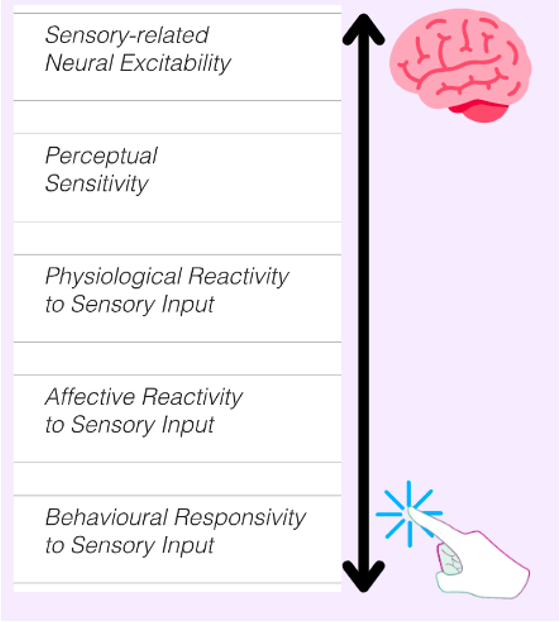 Sensory-related
Neural Excitability
Perceptual
Sensitivity
Physiological Reactivity
to Sensory Input
Affective Reactivity
to Sensory Input
Behavioural Responsivity
to Sensory Input